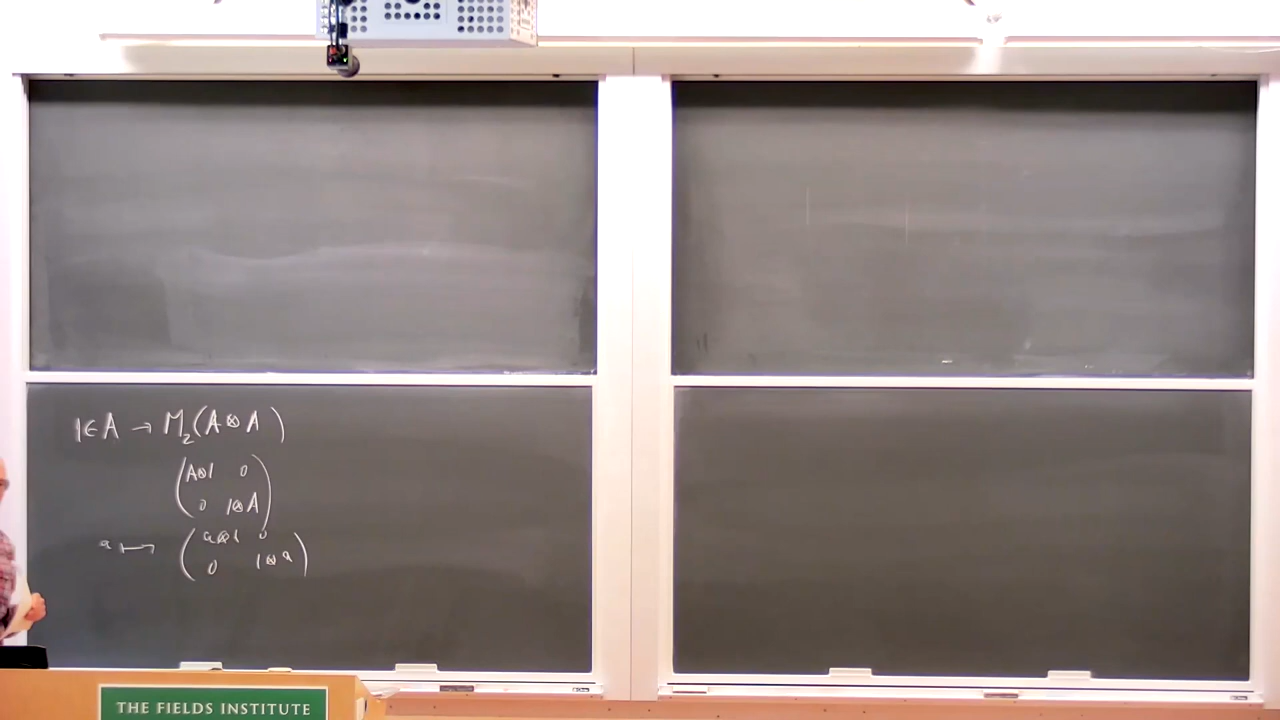 1∈A → M₂(A⊗A)
(A⊗1 0
0 1⊗A)
a ↦ (a⊗1 0
0 1⊗a)
THE FIELDS INSTITUTE